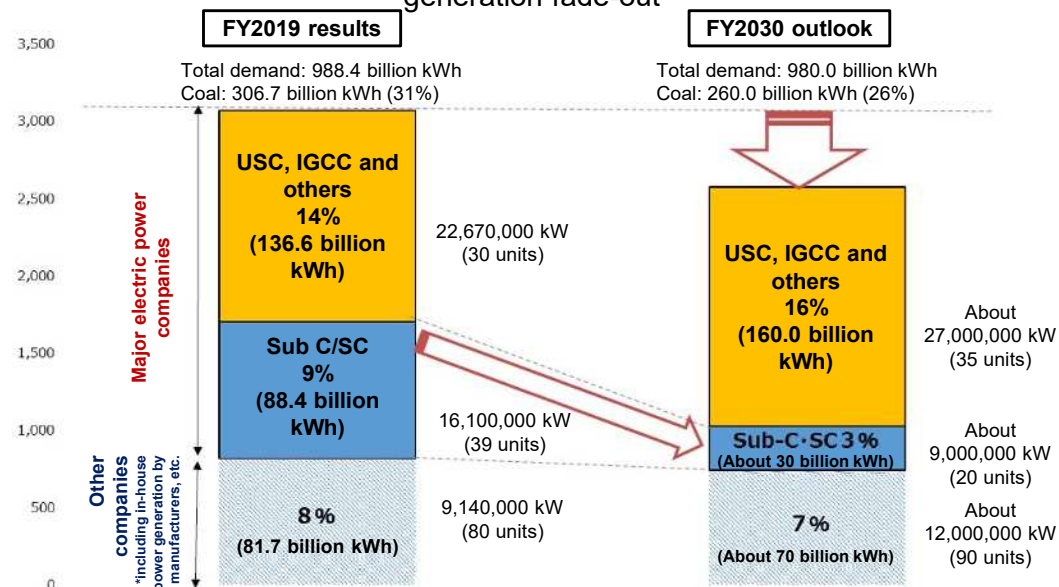 generation fade-out
FY2019 results
FY2030 outlook
Total demand: 988.4 billion kWh
Coal: 306.7 billion kWh (31%)
Total demand: 980.0 billion kWh
Coal: 260.0 billion kWh (26%)
3,500
3,000
2,500
2,000
1,500
1,000
500
0
Major electric power
companies
Other
companies
*including in-house
power generation by
manufacturers, etc.
USC, IGCC and
others
14%
(136.6 billion
kWh)
22,670,000 kW
(30 units)
Sub C/SC
9%
(88.4 billion
kWh)
16,100,000 kW
(39 units)
8%
(81.7 billion kWh)
9,140,000 kW
(80 units)
USC, IGCC and
others
16%
(160.0 billion
kWh)
About
27,000,000 kW
(35 units)
Sub-C・SC3%
(About 30 billion kWh)
About
9,000,000 kW
(20 units)
7%
(About 70 billion kWh)
About
12,000,000 kW
(90 units)